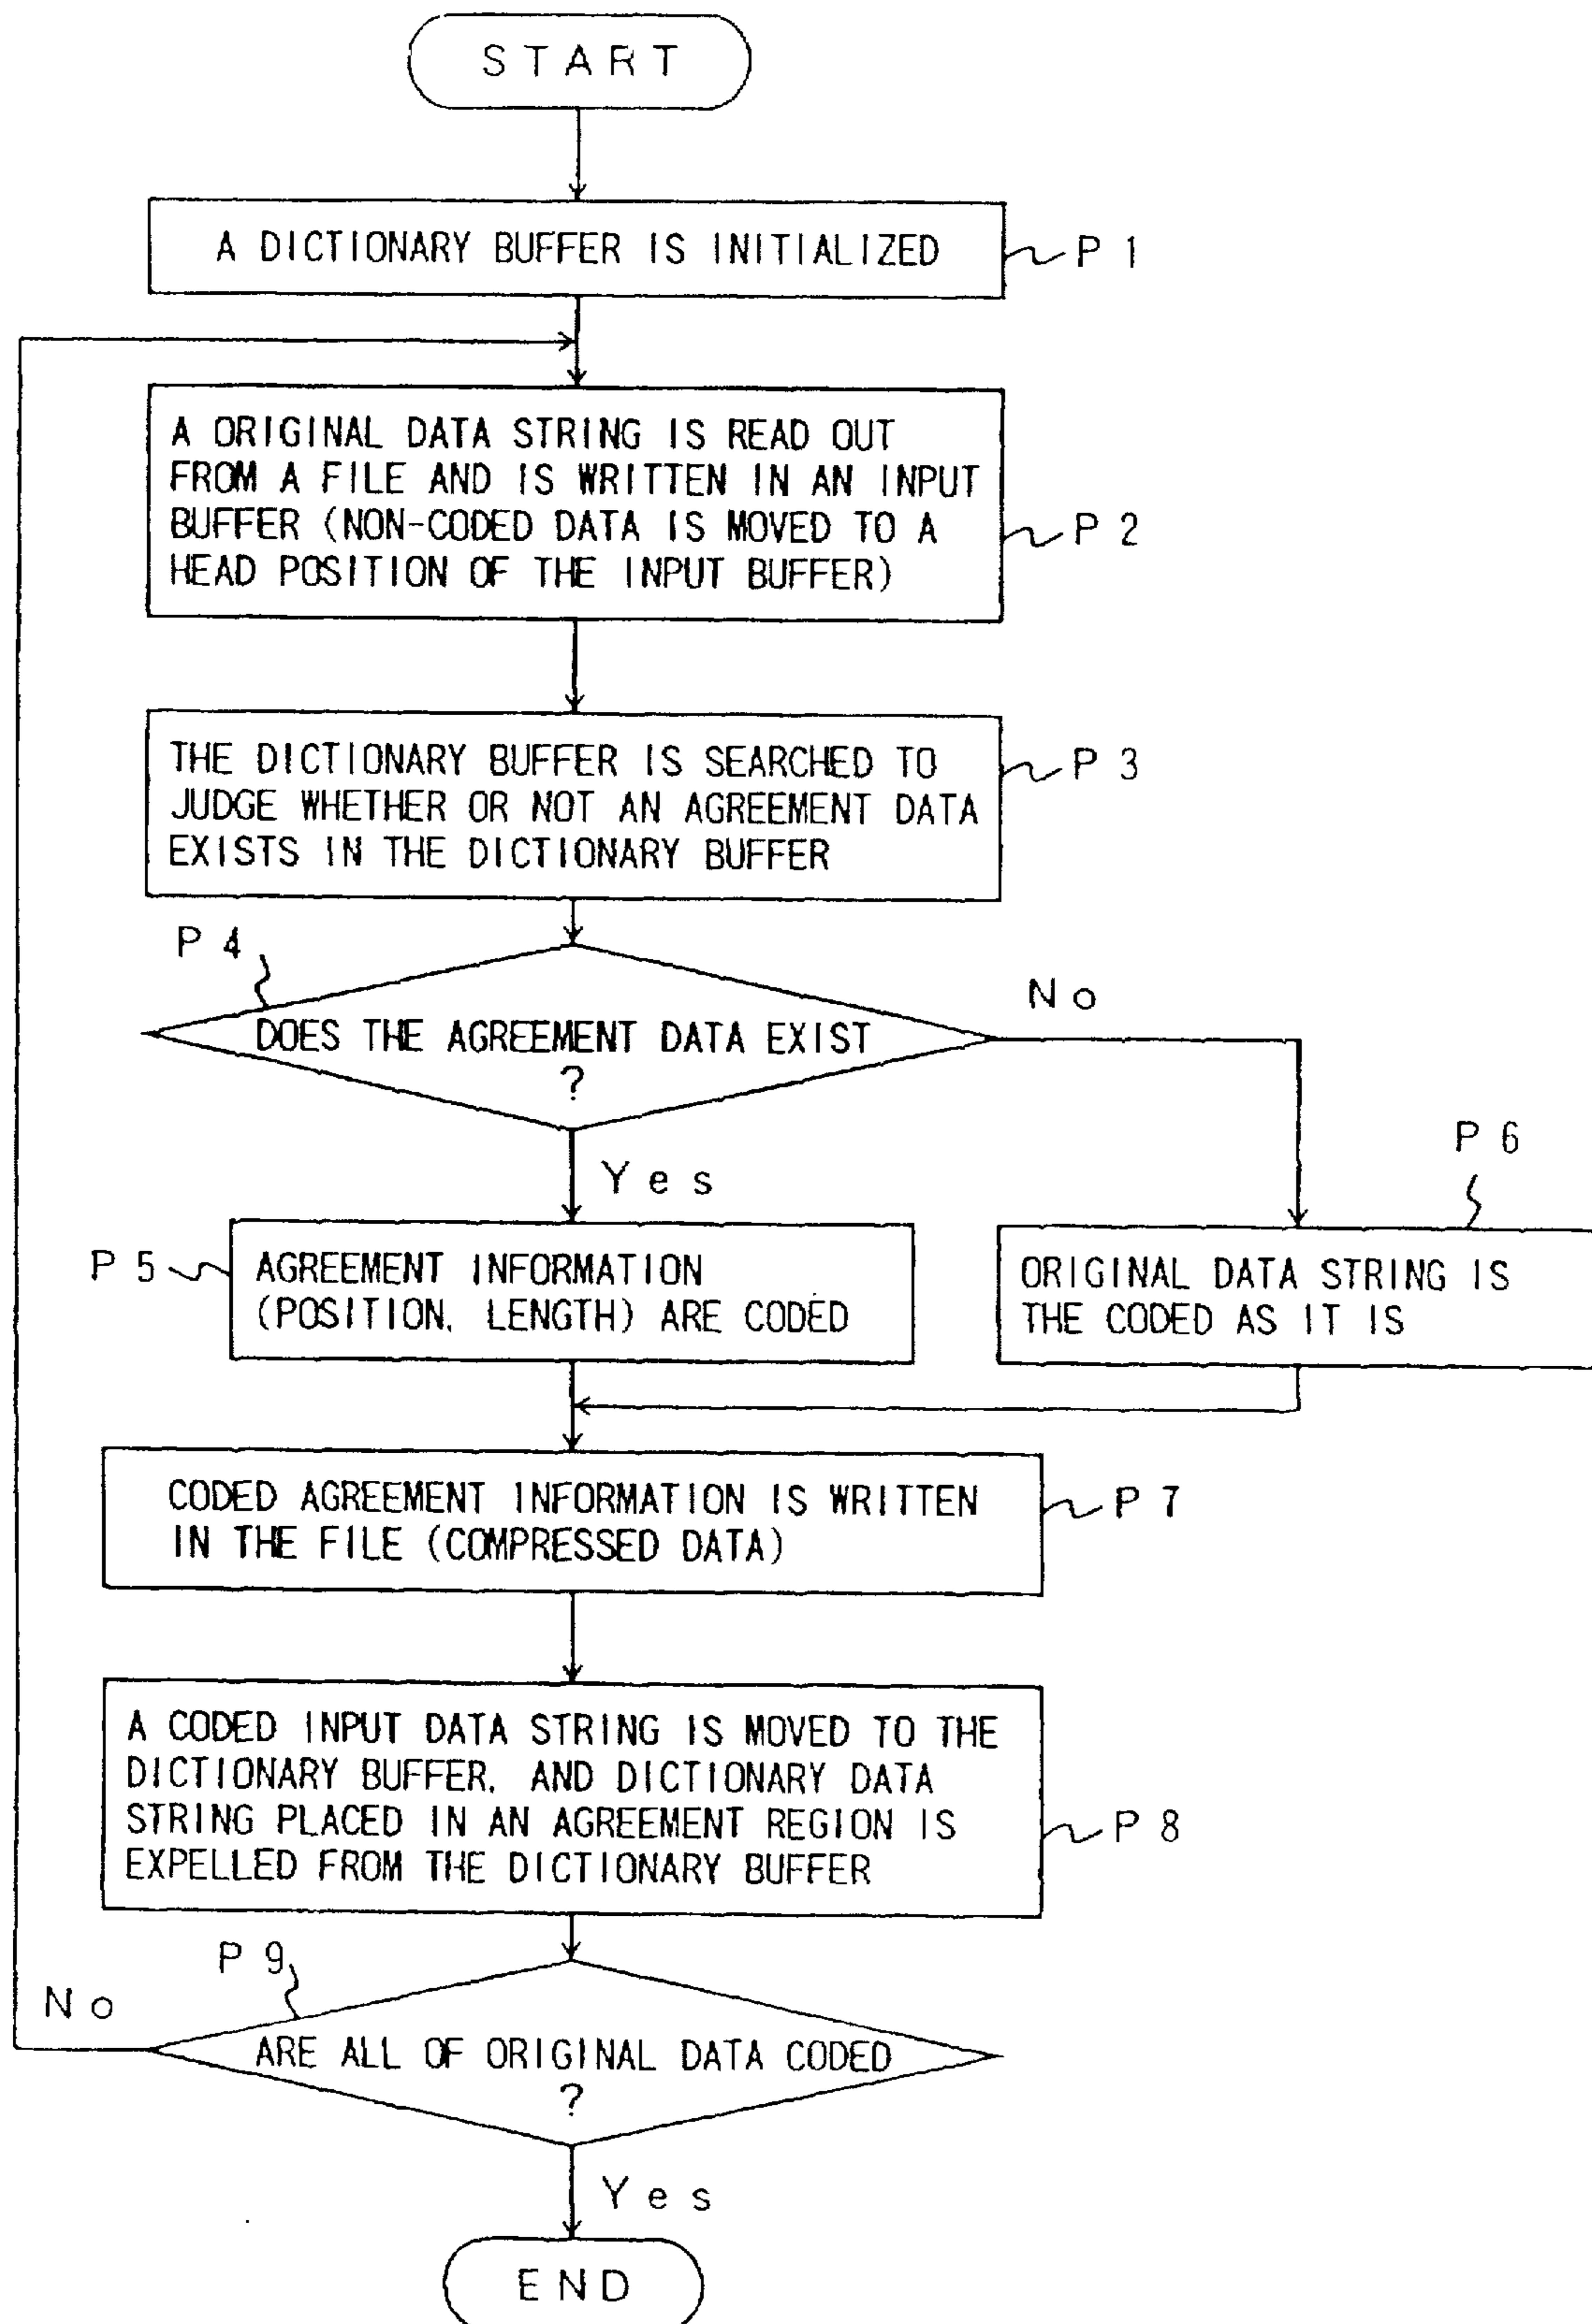 START
A DICTIONARY BUFFER IS INITIALIZED
P 1
A ORIGINAL DATA STRING IS READ OUT
FROM A FILE AND IS WRITTEN IN AN INPUT
BUFFER (NON-CODED DATA IS MOVED TO A
HEAD POSITION OF THE INPUT BUFFER)
P 2
THE DICTIONARY BUFFER IS SEARCHED TO
JUDGE WHETHER OR NOT AN AGREEMENT DATA
EXISTS IN THE DICTIONARY BUFFER
P 3
P 4
DOES THE AGREEMENT DATA EXIST
?
No
Yes
P 5
AGREEMENT INFORMATION
(POSITION, LENGTH) ARE CODED
P 6
ORIGINAL DATA STRING IS
THE CODED AS IT IS
CODED AGREEMENT INFORMATION IS WRITTEN
IN THE FILE (COMPRESSED DATA)
P 7
A CODED INPUT DATA STRING IS MOVED TO THE
DICTIONARY BUFFER, AND DICTIONARY DATA
STRING PLACED IN AN AGREEMENT REGION IS
EXPELLED FROM THE DICTIONARY BUFFER
P 8
P 9
No
ARE ALL OF ORIGINAL DATA CODED
?
Yes
END